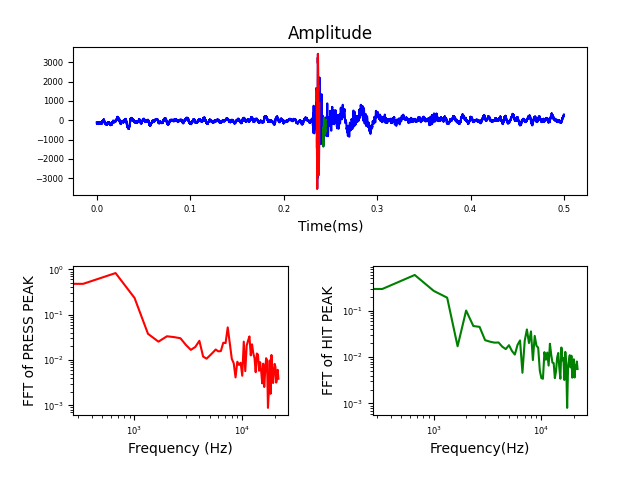 Amplitude
3000
2000
1000
0
−1000
−2000
−3000
0.0 0.1 0.2 0.3 0.4 0.5
Time(ms)
FFT of PRESS PEAK
10⁰
10⁻¹
10⁻²
10⁻³
10³ 10⁴
Frequency (Hz)
FFT of HIT PEAK
10⁻¹
10⁻²
10⁻³
10³ 10⁴
Frequency(Hz)